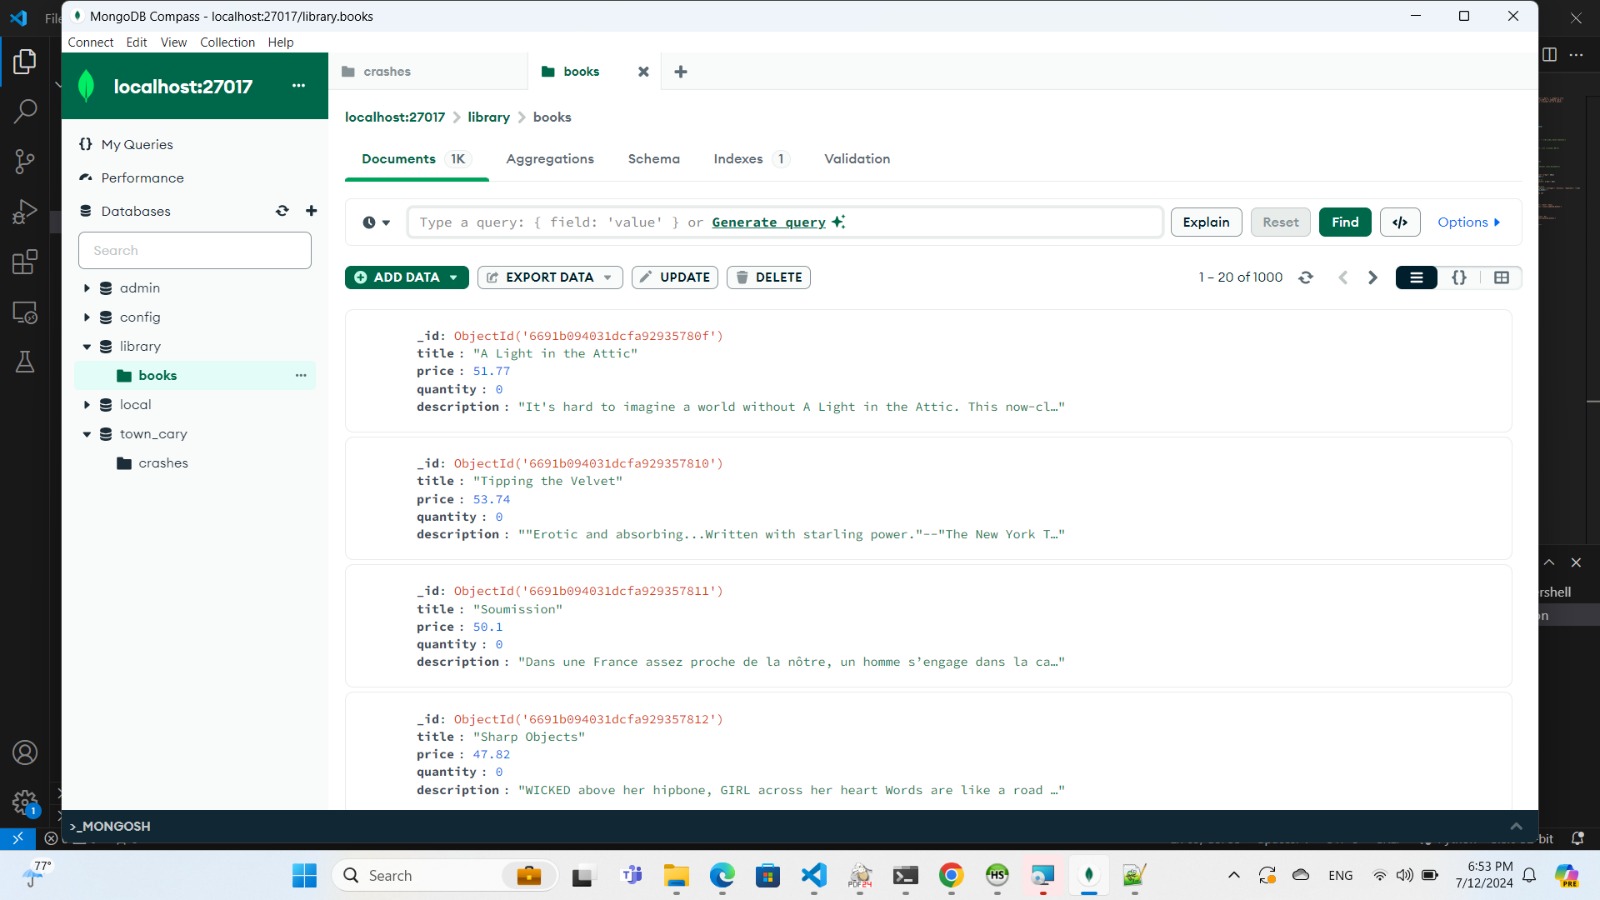 File
MongoDB Compass - localhost:27017/library.books
Connect Edit View Collection Help
localhost:27017
My Queries
Performance
Databases
Search
admin
config
library
books
local
town_cary
crashes
crashes
books
localhost:27017 > library > books
Documents 1K Aggregations Schema Indexes 1 Validation
Type a query: { field: 'value' } or Generate query
Explain Reset Find </> Options
ADD DATA EXPORT DATA UPDATE DELETE 1 – 20 of 1000 {}
_id: ObjectId('6691b094031dcfa92935780f')
title : "A Light in the Attic"
price : 51.77
quantity : 0
description : "It's hard to imagine a world without A Light in the Attic. This now-cl…"
_id: ObjectId('6691b094031dcfa929357810')
title : "Tipping the Velvet"
price : 53.74
quantity : 0
description : ""Erotic and absorbing...Written with starling power."--"The New York T…"
_id: ObjectId('6691b094031dcfa929357811')
title : "Soumission"
price : 50.1
quantity : 0
description : "Dans une France assez proche de la nôtre, un homme s’engage dans la ca…"
_id: ObjectId('6691b094031dcfa929357812')
title : "Sharp Objects"
price : 47.82
quantity : 0
description : "WICKED above her hipbone, GIRL across her heart Words are like a road …"
>_MONGOSH
ershell
on
1
-bit
77°
Search
PDF24
HS
ENG
6:53 PM
7/12/2024
PRE